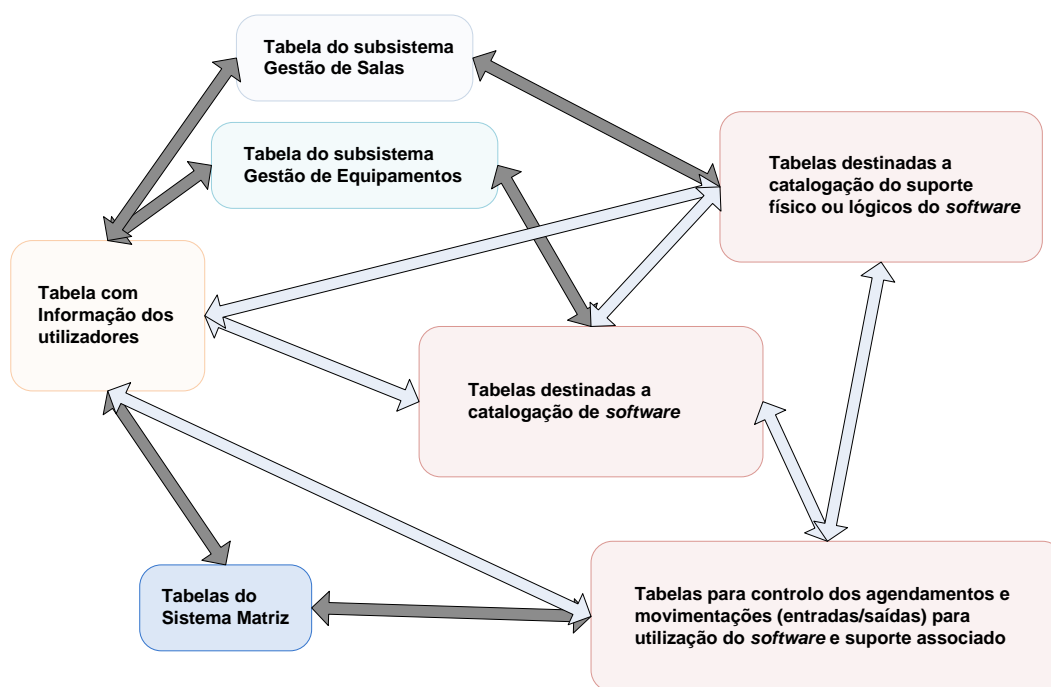 Tabela do subsistema
Gestão de Salas
Tabela do subsistema
Gestão de Equipamentos
Tabelas destinadas a
catalogação do suporte
físico ou lógicos do software
Tabela com
Informação dos
utilizadores
Tabelas destinadas a
catalogação de software
Tabelas do
Sistema Matriz
Tabelas para controlo dos agendamentos e
movimentações (entradas/saídas) para
utilização do software e suporte associado